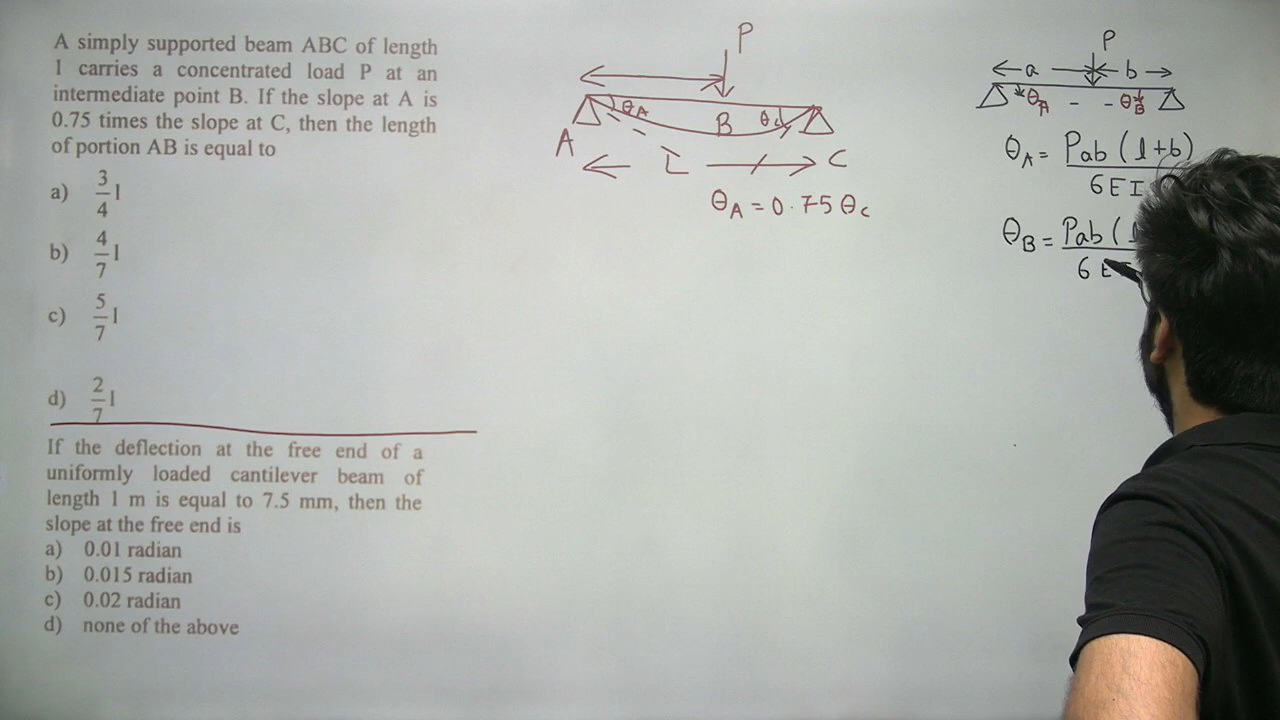 A simply supported beam ABC of length
l carries a concentrated load P at an
intermediate point B. If the slope at A is
0.75 times the slope at C, then the length
of portion AB is equal to
a) 3/4 l
b) 4/7 l
c) 5/7 l
d) 2/7 l
If the deflection at the free end of a
uniformly loaded cantilever beam of
length 1 m is equal to 7.5 mm, then the
slope at the free end is
a) 0.01 radian
b) 0.015 radian
c) 0.02 radian
d) none of the above
P
θA B θc
A L C
θA = 0.75 θc
P
a b
θA - - θB
θA = Pab (l+b)
6EI
θB = Pab (
6E